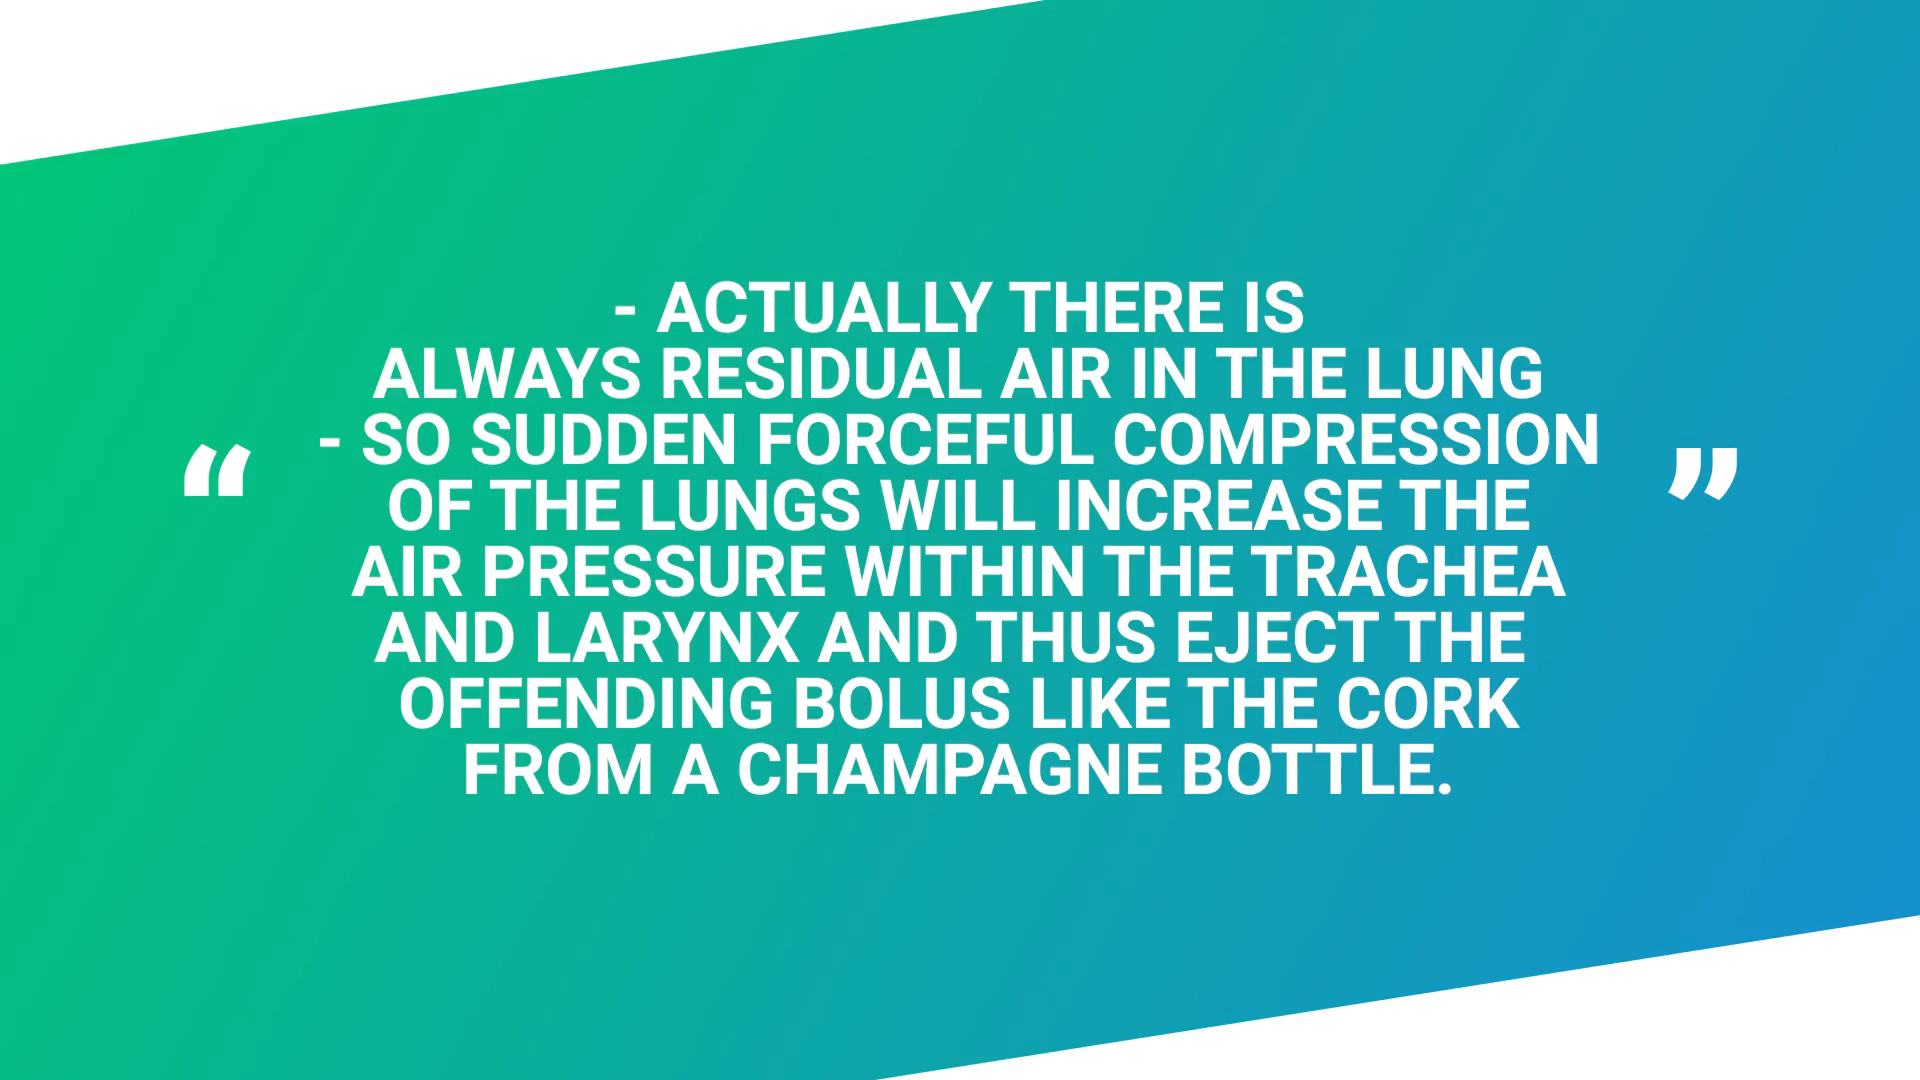 - ACTUALLY THERE IS
ALWAYS RESIDUAL AIR IN THE LUNG
“ - SO SUDDEN FORCEFUL COMPRESSION ”
OF THE LUNGS WILL INCREASE THE
AIR PRESSURE WITHIN THE TRACHEA
AND LARYNX AND THUS EJECT THE
OFFENDING BOLUS LIKE THE CORK
FROM A CHAMPAGNE BOTTLE.